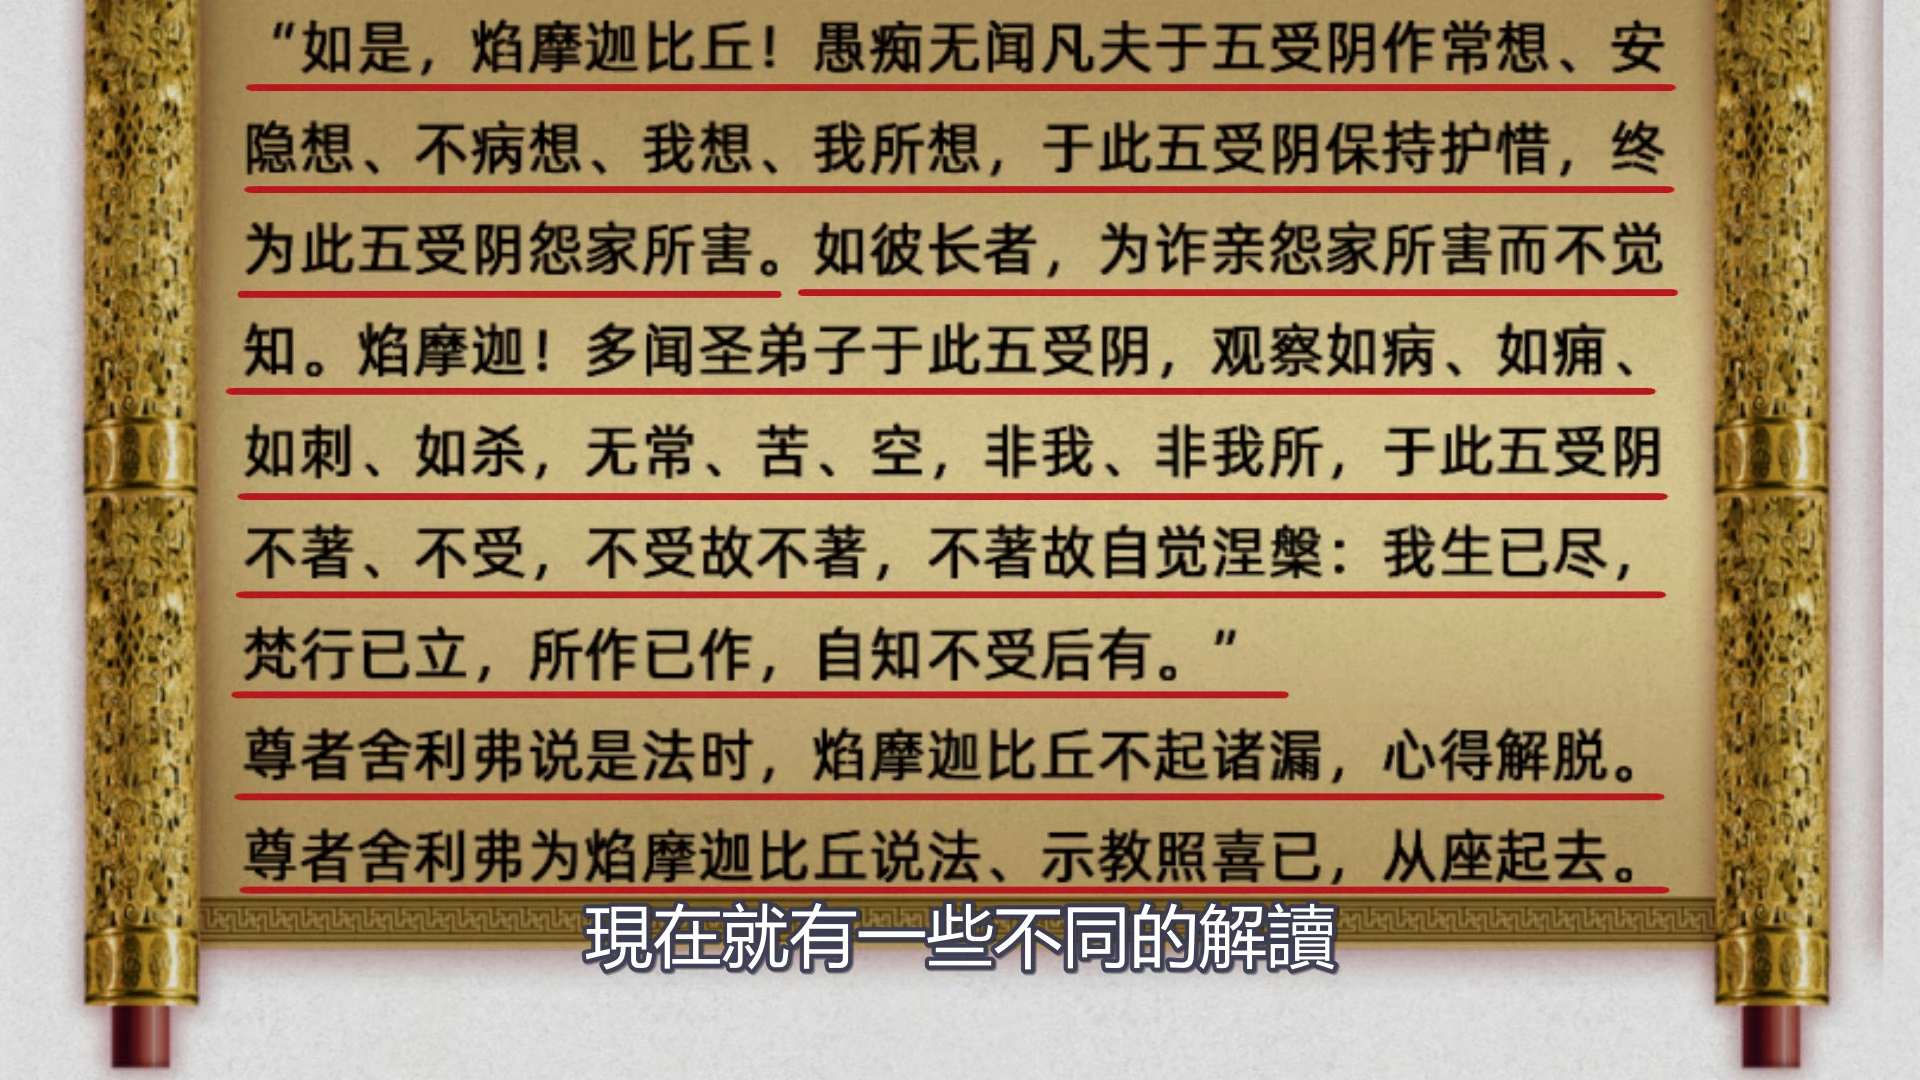 “如是，焰摩迦比丘！愚痴无闻凡夫于五受阴作常想、安
隐想、不病想、我想、我所想，于此五受阴保持护惜，终
为此五受阴怨家所害。如彼长者，为诈亲怨家所害而不觉
知。焰摩迦！多闻圣弟子于此五受阴，观察如病、如痈、
如刺、如杀，无常、苦、空，非我、非我所，于此五受阴
不著、不受，不受故不著，不著故自觉涅槃：我生已尽，
梵行已立，所作已作，自知不受后有。”
尊者舍利弗说是法时，焰摩迦比丘不起诸漏，心得解脱。
尊者舍利弗为焰摩迦比丘说法、示教照喜已，从座起去。
現在就有一些不同的解讀